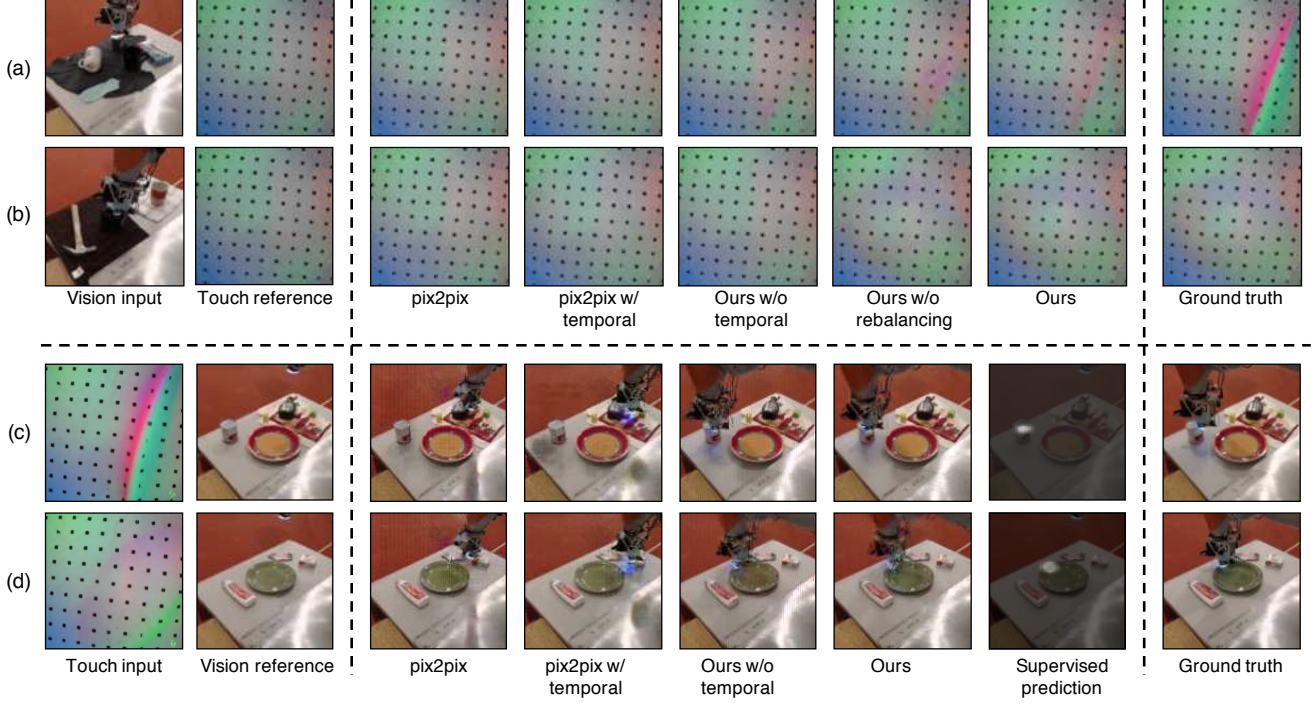 (a)
(b)
Vision input
Touch reference
pix2pix
pix2pix w/
temporal
Ours w/o
temporal
Ours w/o
rebalancing
Ours
Ground truth
(c)
(d)
Touch input
Vision reference
pix2pix
pix2pix w/
temporal
Ours w/o
temporal
Ours
Supervised
prediction
Ground truth